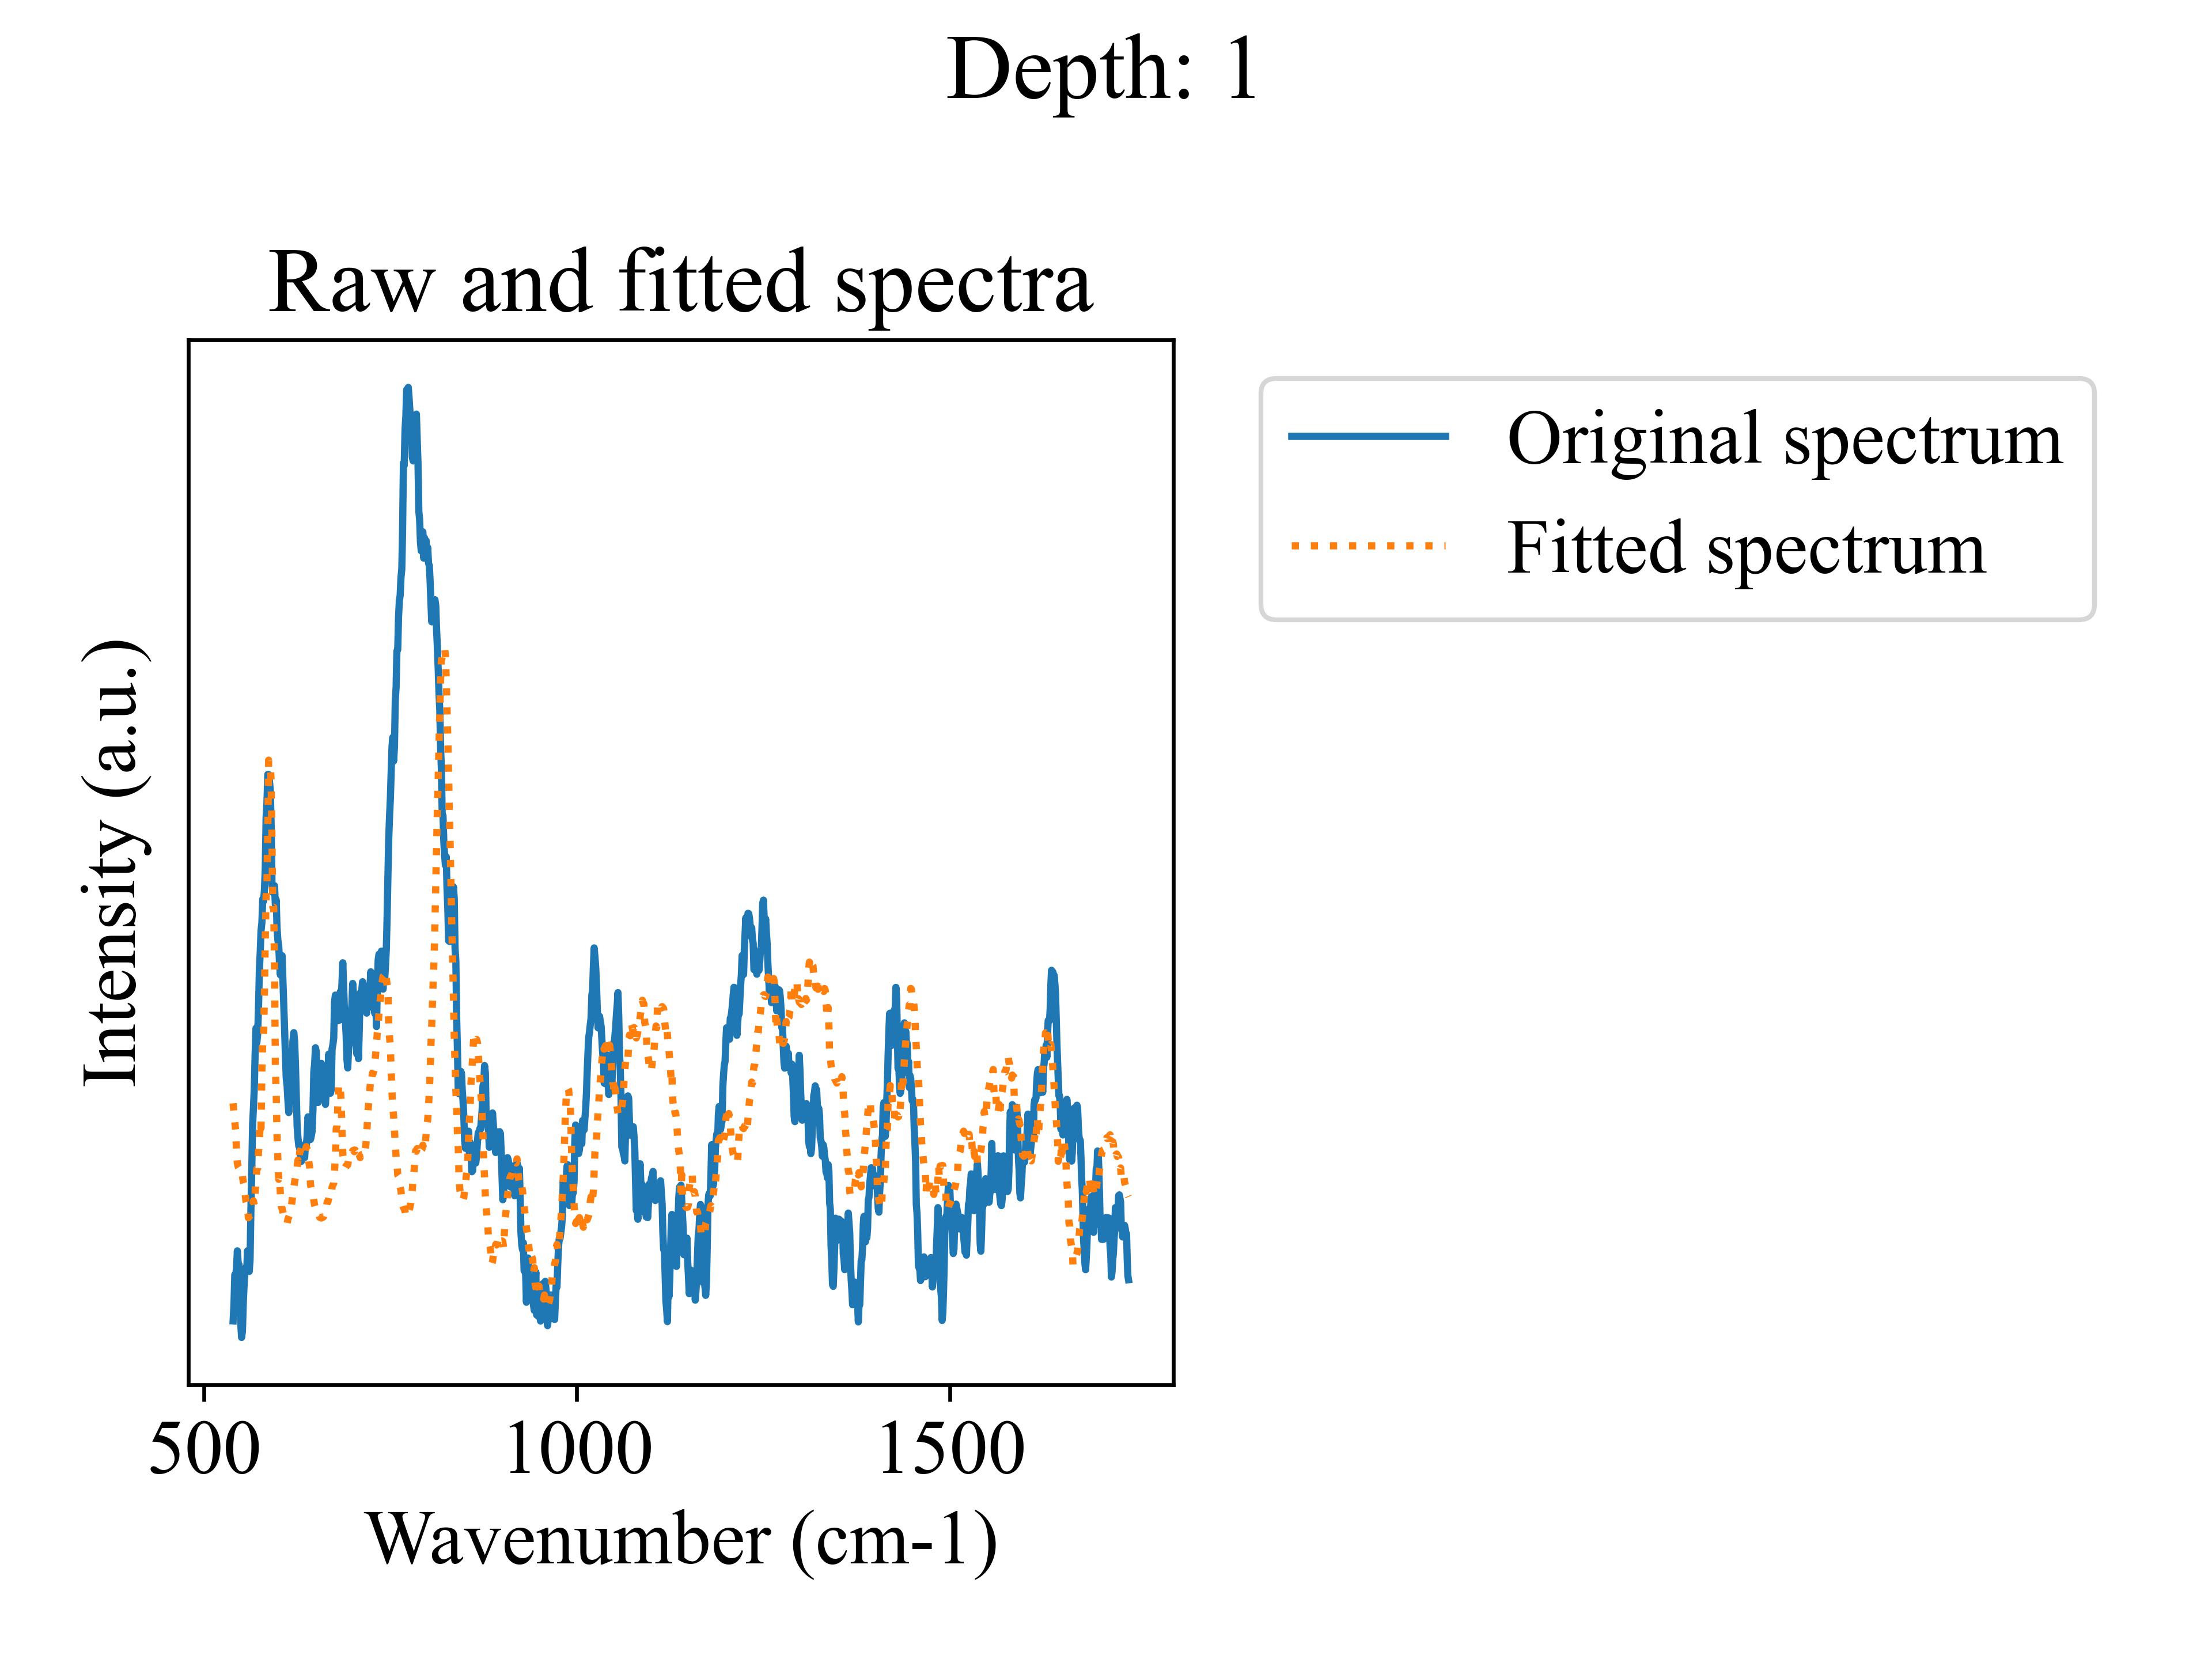 Depth: 1
Raw and fitted spectra
Original spectrum
Fitted spectrum
Intensity (a.u.)
500 1000 1500
Wavenumber (cm-1)